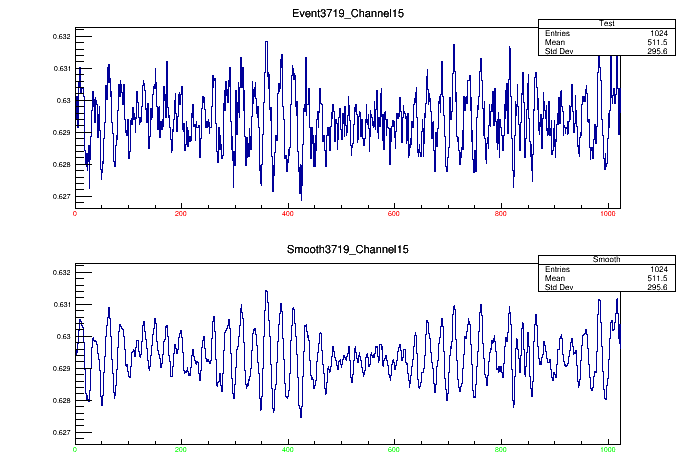 Event3719_Channel15
Test
Entries 1024
Mean 511.5
Std Dev 295.6
0.632
0.631
0.63
0.629
0.628
0.627
0 200 400 600 800 1000
Smooth3719_Channel15
Smooth
Entries 1024
Mean 511.5
Std Dev 295.6
0.632
0.631
0.63
0.629
0.628
0.627
0 200 400 600 800 1000